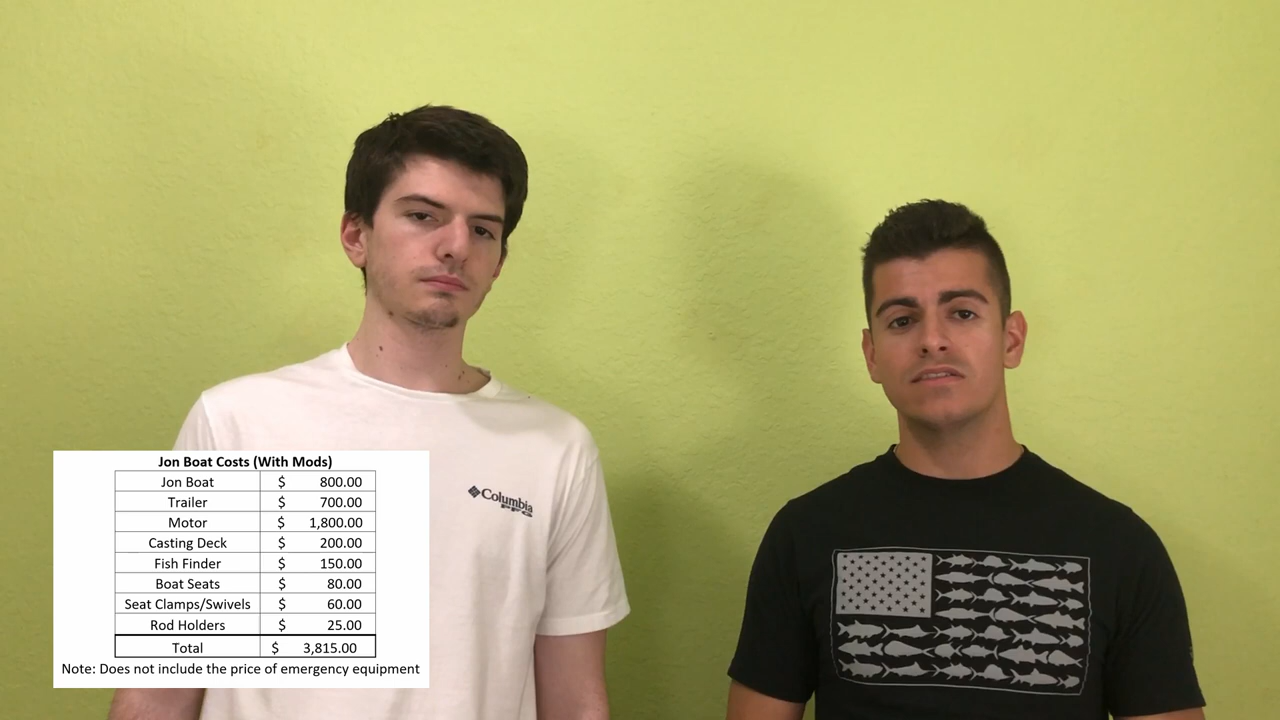 Jon Boat Costs (With Mods)
Jon Boat $ 800.00
Trailer $ 700.00
Motor $ 1,800.00
Casting Deck $ 200.00
Fish Finder $ 150.00
Boat Seats $ 80.00
Seat Clamps/Swivels $ 60.00
Rod Holders $ 25.00
Total $ 3,815.00
Note: Does not include the price of emergency equipment
Columbia
PFG